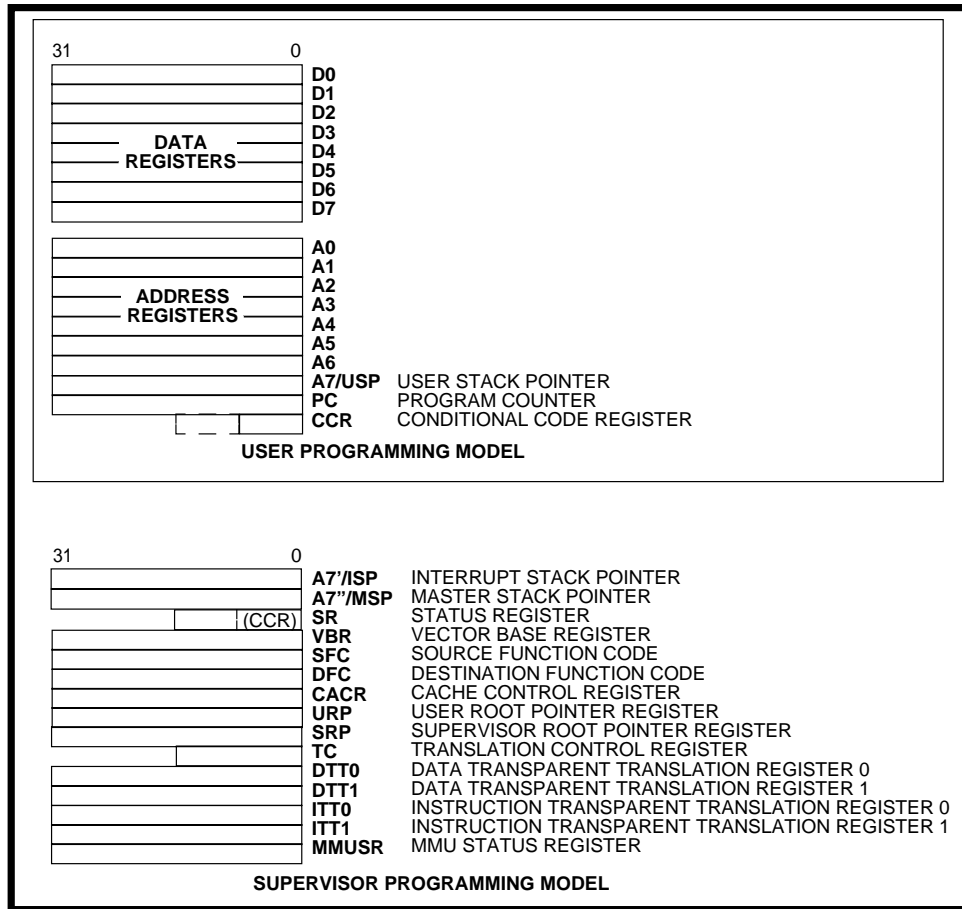 31 0
D0
D1
D2
D3
D4
D5
D6
D7
DATA
REGISTERS
A0
A1
A2
A3
A4
A5
A6
ADDRESS
REGISTERS
A7/USP USER STACK POINTER
PC PROGRAM COUNTER
CCR CONDITIONAL CODE REGISTER
USER PROGRAMMING MODEL
31 0
A7'/ISP INTERRUPT STACK POINTER
A7"/MSP MASTER STACK POINTER
(CCR) SR STATUS REGISTER
VBR VECTOR BASE REGISTER
SFC SOURCE FUNCTION CODE
DFC DESTINATION FUNCTION CODE
CACR CACHE CONTROL REGISTER
URP USER ROOT POINTER REGISTER
SRP SUPERVISOR ROOT POINTER REGISTER
TC TRANSLATION CONTROL REGISTER
DTT0 DATA TRANSPARENT TRANSLATION REGISTER 0
DTT1 DATA TRANSPARENT TRANSLATION REGISTER 1
ITT0 INSTRUCTION TRANSPARENT TRANSLATION REGISTER 0
ITT1 INSTRUCTION TRANSPARENT TRANSLATION REGISTER 1
MMUSR MMU STATUS REGISTER
SUPERVISOR PROGRAMMING MODEL